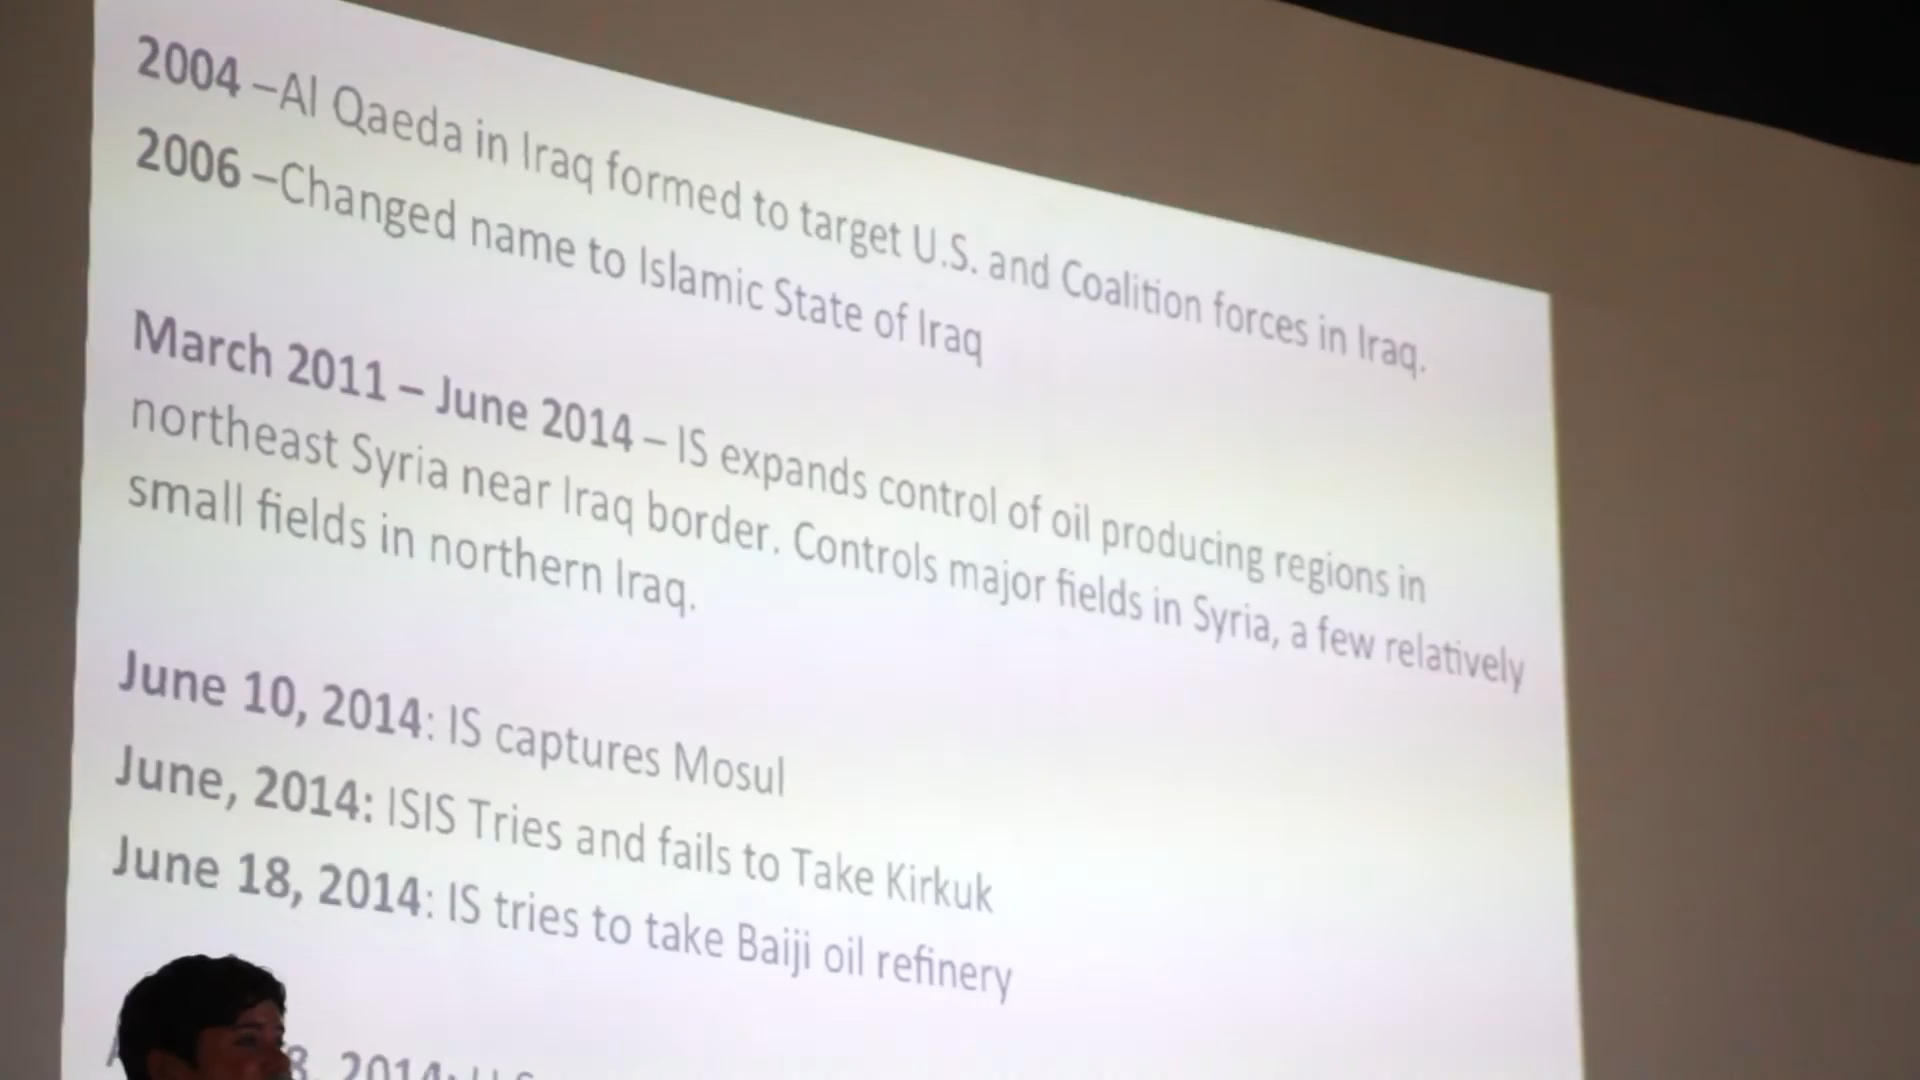 2004 –Al Qaeda in Iraq formed to target U.S. and Coalition forces in Iraq.
2006 –Changed name to Islamic State of Iraq
March 2011 – June 2014 – IS expands control of oil producing regions in
northeast Syria near Iraq border. Controls major fields in Syria, a few relatively
small fields in northern Iraq.
June 10, 2014: IS captures Mosul
June, 2014: ISIS Tries and fails to Take Kirkuk
June 18, 2014: IS tries to take Baiji oil refinery
8, 2014: